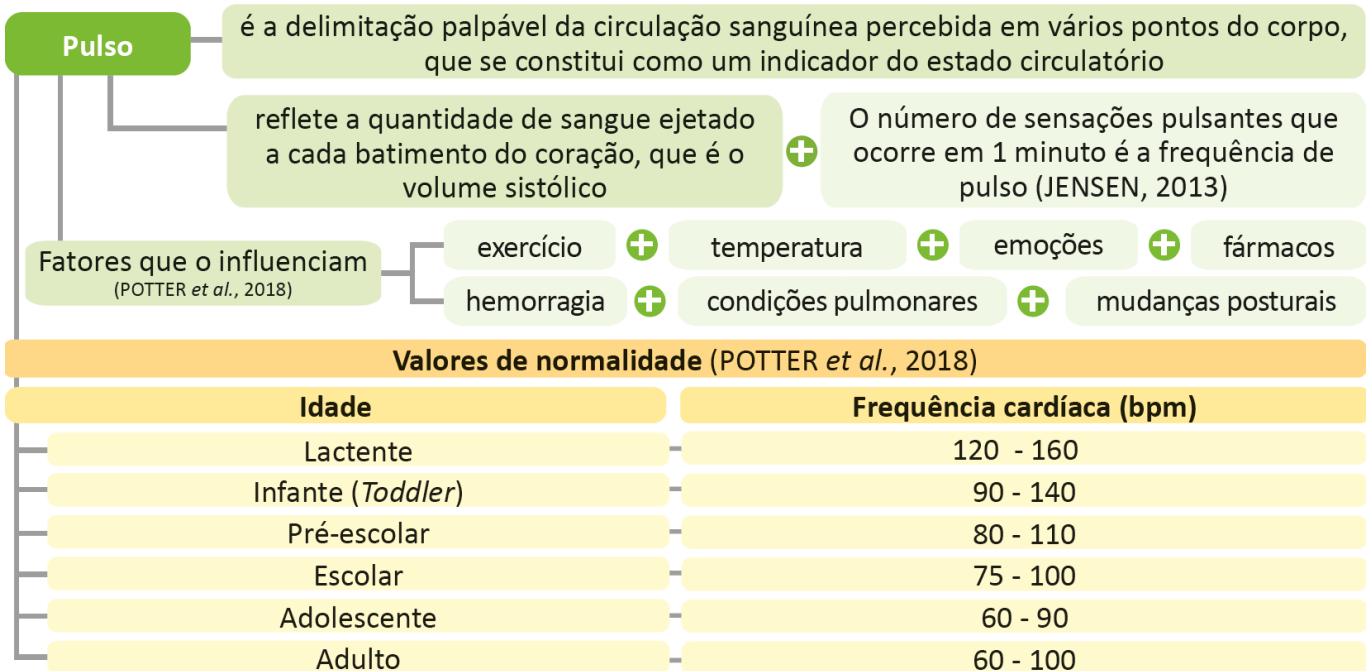 Pulso
é a delimitação palpável da circulação sanguínea percebida em vários pontos do corpo,
que se constitui como um indicador do estado circulatório
reflete a quantidade de sangue ejetado
a cada batimento do coração, que é o
volume sistólico
O número de sensações pulsantes que
ocorre em 1 minuto é a frequência de
pulso (JENSEN, 2013)
Fatores que o influenciam
(POTTER et al., 2018)
exercício + temperatura + emoções + fármacos
hemorragia + condições pulmonares + mudanças posturais
Valores de normalidade (POTTER et al., 2018)
Idade Frequência cardíaca (bpm)
Lactente 120 - 160
Infante (Toddler) 90 - 140
Pré-escolar 80 - 110
Escolar 75 - 100
Adolescente 60 - 90
Adulto 60 - 100